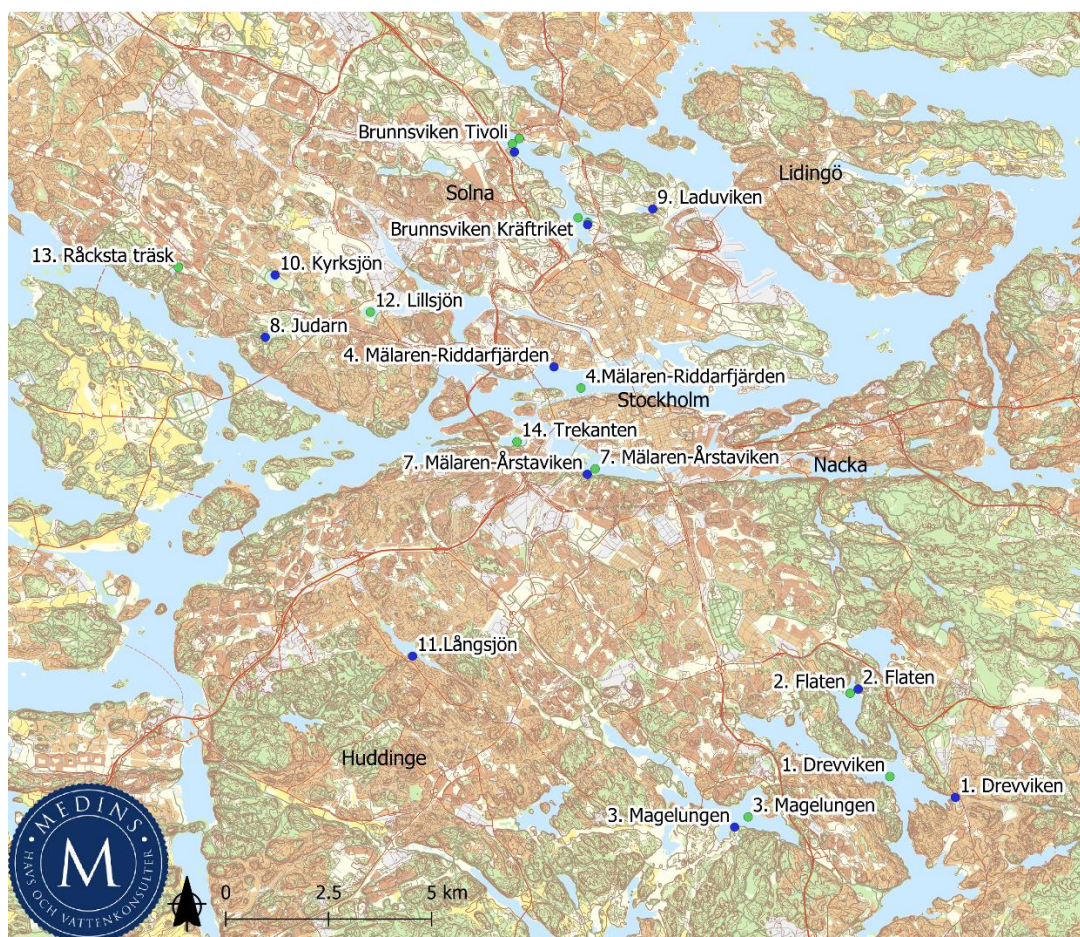 Brunnsviken Tivoli
Lidingö
Solna
9. Laduviken
Brunnsviken Kräftriket
13. Råcksta träsk
10. Kyrksjön
12. Lillsjön
8. Judarn
4. Mälaren-Riddarfjärden
4.Mälaren-Riddarfjärden
Stockholm
14. Trekanten
7. Mälaren-Årstaviken
7. Mälaren-Årstaviken
Nacka
11.Långsjön
2. Flaten
2. Flaten
Huddinge
1. Drevviken
1. Drevviken
3. Magelungen
3. Magelungen
MEDINS
M
HAVS OCH VATTENKONSULTER
0 2.5 5 km